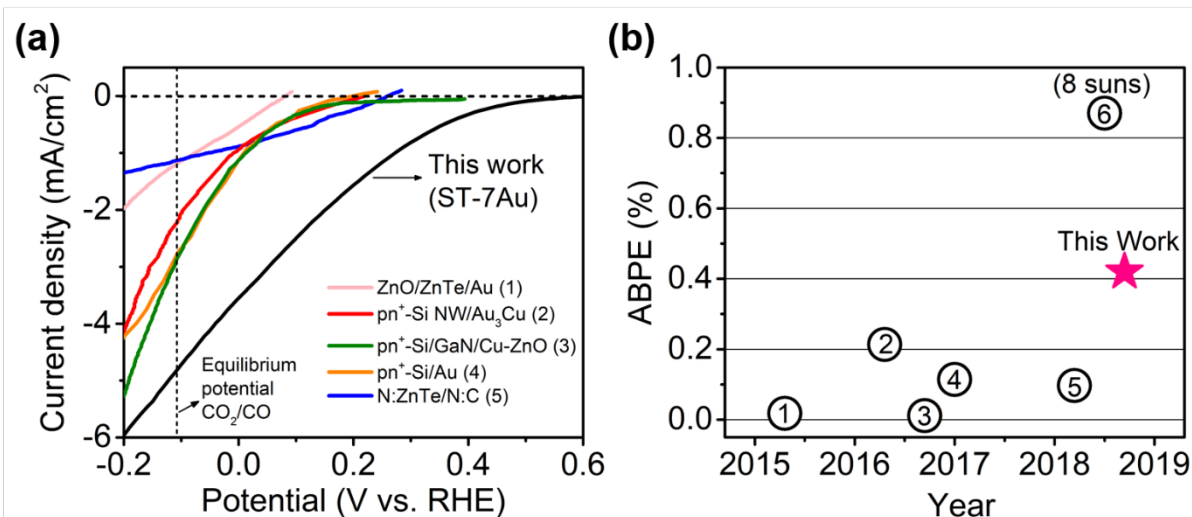 (a)
Current density (mA/cm²)
0
-2
-4
-6
-0.2
0.0
0.2
0.4
0.6
Potential (V vs. RHE)
This work
(ST-7Au)
ZnO/ZnTe/Au (1)
pn⁺-Si NW/Au₃Cu (2)
pn⁺-Si/GaN/Cu-ZnO (3)
pn⁺-Si/Au (4)
N:ZnTe/N:C (5)
Equilibrium
potential
CO₂/CO
(b)
ABPE (%)
1.0
0.8
0.6
0.4
0.2
0.0
(8 suns)
6
This Work
2
4
5
1
3
2015
2016
2017
2018
2019
Year